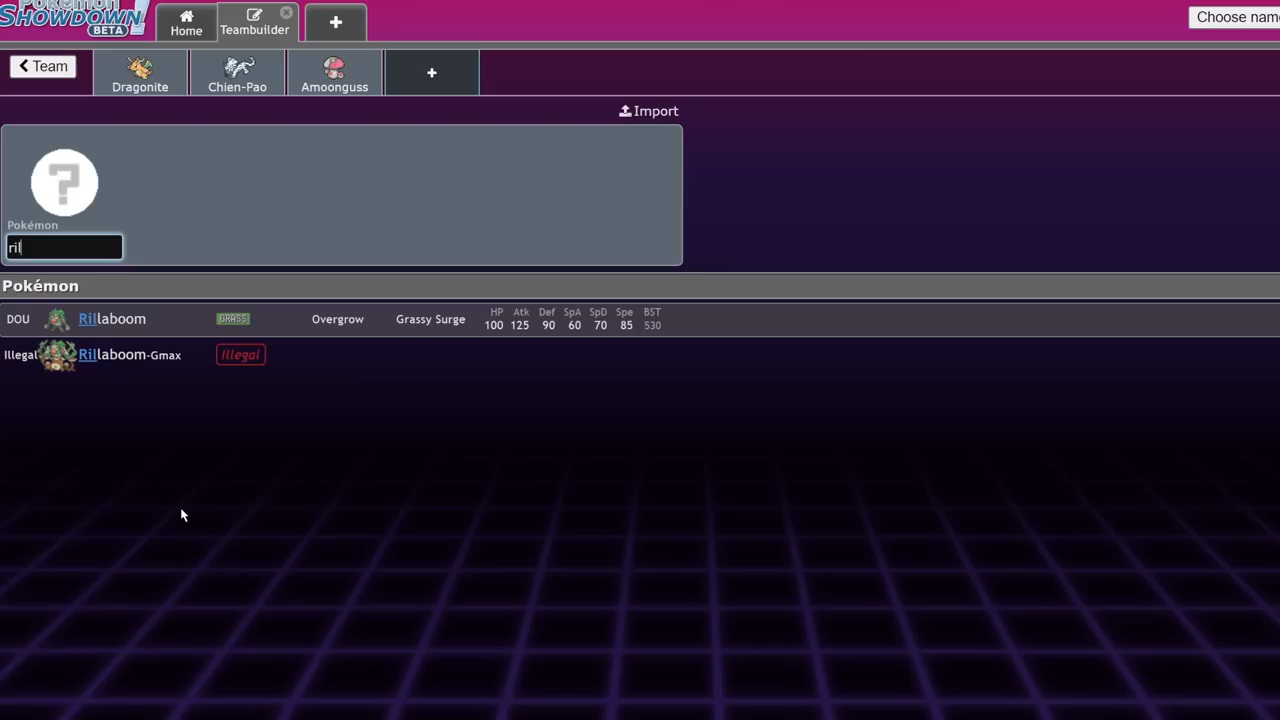 Pokémon
SHOWDOWN!
BETA
Home
Teambuilder
+
Choose name
Team
Dragonite
Chien-Pao
Amoonguss
+
Import
?
Pokémon
ril
Pokémon
HP Atk Def SpA SpD Spe BST
DOU Rillaboom GRASS Overgrow Grassy Surge 100 125 90 60 70 85 530
Illegal Rillaboom-Gmax Illegal